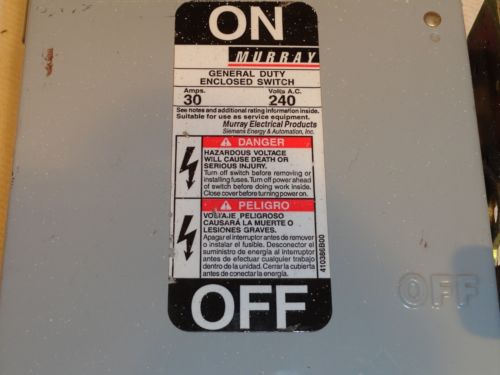 ON
MURRAY
GENERAL DUTY
ENCLOSED SWITCH
Amps. Volts A.C.
30 240
See notes and additional rating information inside.
Suitable for use as service equipment.
Murray Electrical Products
Siemens Energy & Automation, Inc.
DANGER
HAZARDOUS VOLTAGE
WILL CAUSE DEATH OR
SERIOUS INJURY.
Turn off switch before removing or
installing fuses. Turn off power ahead
of switch before doing work inside.
Close cover before turning power on.
PELIGRO
VOLTAJE PELIGROSO
CAUSARÁ LA MUERTE O
LESIONES GRAVES.
Apagar el interruptor antes de remover
o instalar el fusible. Desconector el
suministro de energia al interruptor
antes de efectuar cualquier trabajo
dentro de la unidad. Cerrar la cubierta
antes de conectar la energía.
410386B00
OFF
OFF